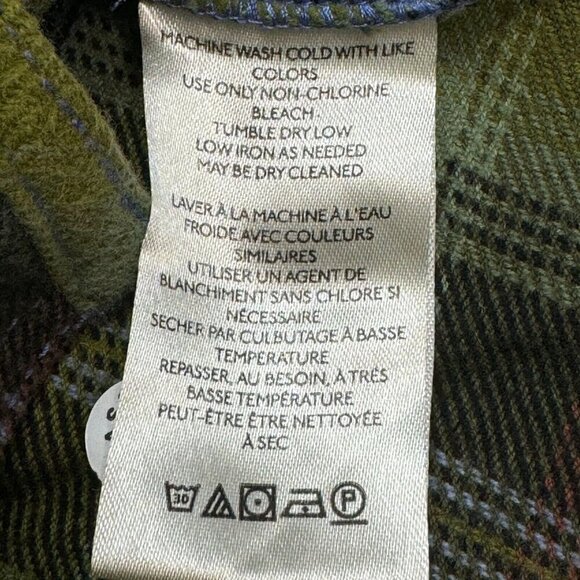 MACHINE WASH COLD WITH LIKE
COLORS
USE ONLY NON-CHLORINE
BLEACH
TUMBLE DRY LOW
LOW IRON AS NEEDED
MAY BE DRY CLEANED
LAVER À LA MACHINE À L'EAU
FROIDE AVEC COULEURS
SIMILAIRES
UTILISER UN AGENT DE
BLANCHIMENT SANS CHLORE SI
NÉCESSAIRE
SÉCHER PAR CULBUTAGE À BASSE
TEMPÉRATURE
REPASSER, AU BESOIN, À TRÈS
BASSE TEMPÉRATURE
PEUT-ÊTRE ÊTRE NETTOYÉE
À SEC
30 P